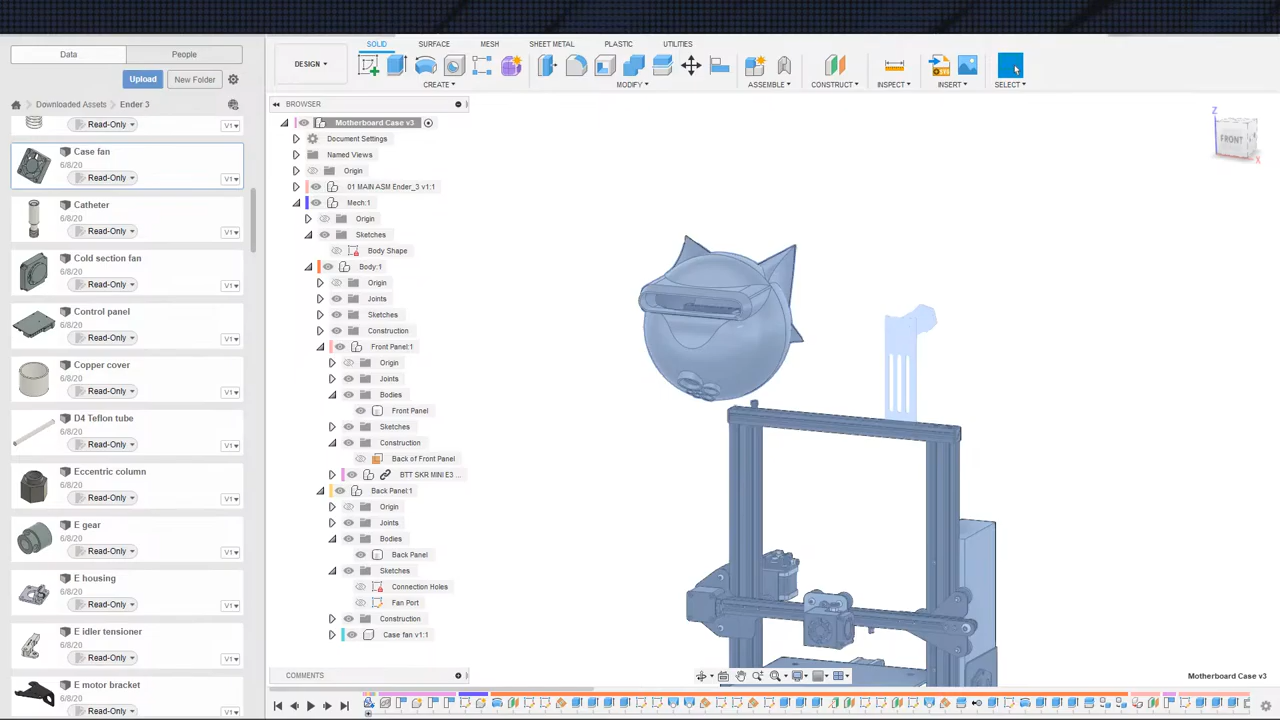 Data
People
Upload
New Folder
Downloaded Assets
Ender 3
Read-Only
V1
Case fan
6/8/20
Read-Only
V1
Catheter
6/8/20
Read-Only
V1
Cold section fan
6/8/20
Read-Only
V1
Control panel
6/8/20
Read-Only
V1
Copper cover
6/8/20
Read-Only
V1
D4 Teflon tube
6/8/20
Read-Only
V1
Eccentric column
6/8/20
Read-Only
V1
E gear
6/8/20
Read-Only
V1
E housing
6/8/20
Read-Only
V1
E idler tensioner
6/8/20
Read-Only
V1
E motor bracket
6/8/20
Read-Only
V1
DESIGN
SOLID
SURFACE
MESH
SHEET METAL
PLASTIC
UTILITIES
CREATE
MODIFY
ASSEMBLE
CONSTRUCT
INSPECT
INSERT
SELECT
BROWSER
Motherboard Case v3
Document Settings
Named Views
Origin
01 MAIN ASM Ender_3 v1:1
Mech:1
Origin
Sketches
Body Shape
Body:1
Origin
Joints
Sketches
Construction
Front Panel:1
Origin
Joints
Bodies
Front Panel
Sketches
Construction
Back of Front Panel
BTT SKR MINI E3 ...
Back Panel:1
Origin
Joints
Bodies
Back Panel
Sketches
Connection Holes
Fan Port
Construction
Case fan v1:1
COMMENTS
Z
FRONT
X
Motherboard Case v3